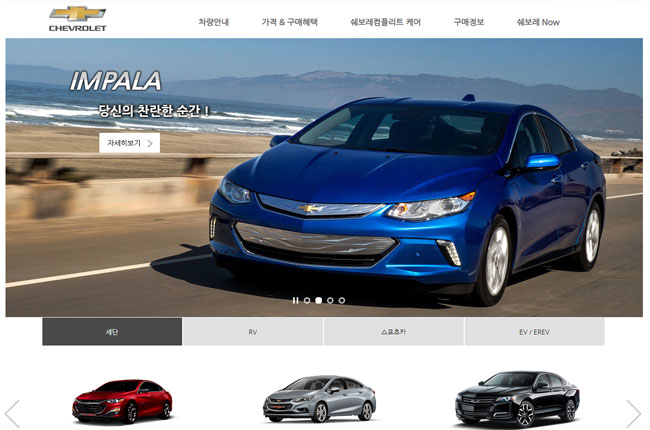 CHEVROLET
차량안내 가격 & 구매혜택 쉐보레컴플리트 케어 구매정보 쉐보레 Now
IMPALA
당신의 찬란한 순간 !
자세히보기
세단 RV 스포츠카 EV / EREV